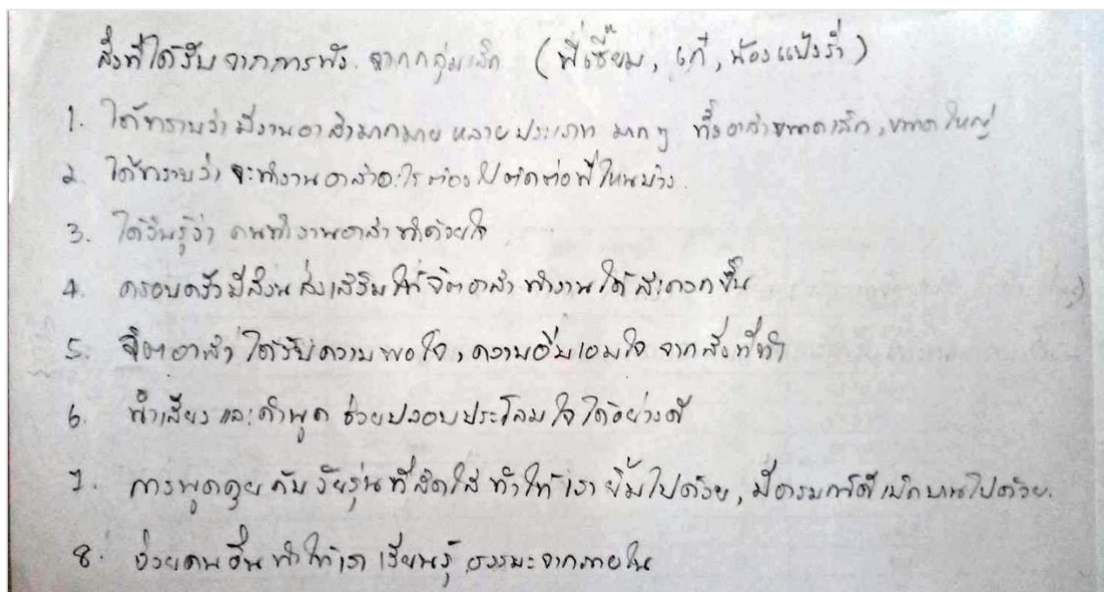 สิ่งที่ได้รับจากการฟัง จากกลุ่มเล็ก (พี่เชี่ยม, เก๋, น้องแป้งร่ำ)
1. ได้ทราบว่ามีงานอาสามากมาย หลายประเภท มากๆ ทั้งอาสาขนาดเล็ก, ขนาดใหญ่
2. ได้ทราบว่า จะทำงานอาสาอะไร ต้องไปติดต่อที่ไหนบ้าง
3. ได้รับรู้ว่า คนทำงานอาสา ทำด้วยใจ
4. ครอบครัวมีส่วนส่งเสริมให้จิตอาสา ทำงานได้สะดวกขึ้น
5. จิตอาสา ได้รับความพอใจ, ความอิ่มเอมใจ จากสิ่งที่ทำ
6. น้ำเสียง และคำพูด ช่วยปลอบประโลมใจได้อย่างดี
7. การพูดคุยกับวัยรุ่นที่สดใส ทำให้เรายิ้มไปด้วย, มีอารมณ์ดีเบิกบานไปด้วย.
8. ช่วยคนอื่น ทำให้เรา เรียนรู้ ธรรมะจากภายใน